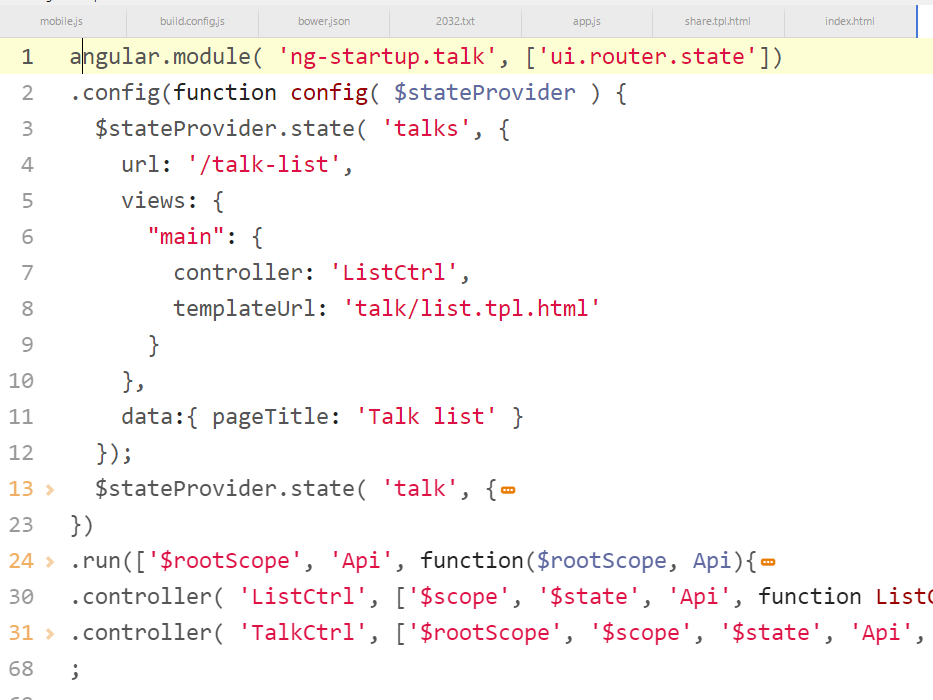 mobile.js build.config.js bower.json 2032.txt app.js share.tpl.html index.html
1 angular.module( 'ng-startup.talk', ['ui.router.state'])
2 .config(function config( $stateProvider ) {
3 $stateProvider.state( 'talks', {
4 url: '/talk-list',
5 views: {
6 "main": {
7 controller: 'ListCtrl',
8 templateUrl: 'talk/list.tpl.html'
9 }
10 },
11 data:{ pageTitle: 'Talk list' }
12 });
13 $stateProvider.state( 'talk', {
23 })
24 .run(['$rootScope', 'Api', function($rootScope, Api){
30 .controller( 'ListCtrl', ['$scope', '$state', 'Api', function List
31 .controller( 'TalkCtrl', ['$rootScope', '$scope', '$state', 'Api',
68 ;